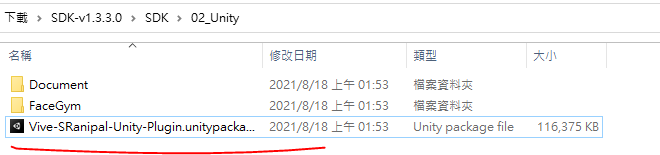 下載 > SDK-v1.3.3.0 > SDK > 02_Unity
名稱 修改日期 類型 大小
Document 2021/8/18 上午 01:53 檔案資料夾
FaceGym 2021/8/18 上午 01:53 檔案資料夾
Vive-SRanipal-Unity-Plugin.unitypacka... 2021/8/18 上午 01:53 Unity package file 116,375 KB